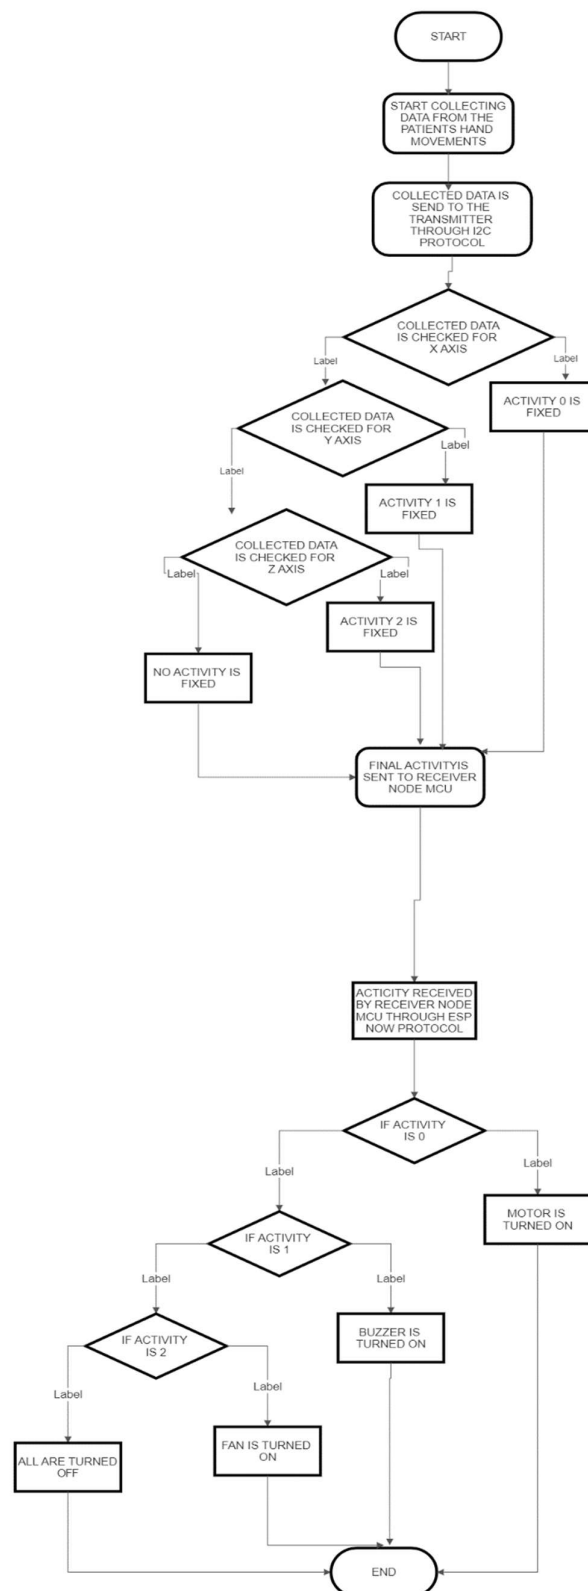 START
START COLLECTING
DATA FROM THE
PATIENTS HAND
MOVEMENTS
COLLECTED DATA IS
SEND TO THE
TRANSMITTER
THROUGH I2C
PROTOCOL
COLLECTED DATA
IS CHECKED FOR
X AXIS
Label
Label
ACTIVITY 0 IS
FIXED
COLLECTED DATA
IS CHECKED FOR
Y AXIS
Label
Label
ACTIVITY 1 IS
FIXED
COLLECTED DATA
IS CHECKED FOR
Z AXIS
Label
Label
ACTIVITY 2 IS
FIXED
NO ACTIVITY IS
FIXED
FINAL ACTIVITYIS
SENT TO RECEIVER
NODE MCU
ACTICITY RECEIVED
BY RECEIVER NODE
MCU THROUGH ESP
NOW PROTOCOL
IF ACTIVITY
IS 0
Label
Label
MOTOR IS
TURNED ON
IF ACTIVITY
IS 1
Label
Label
BUZZER IS
TURNED ON
IF ACTIVITY
IS 2
Label
Label
FAN IS TURNED
ON
ALL ARE TURNED
OFF
END